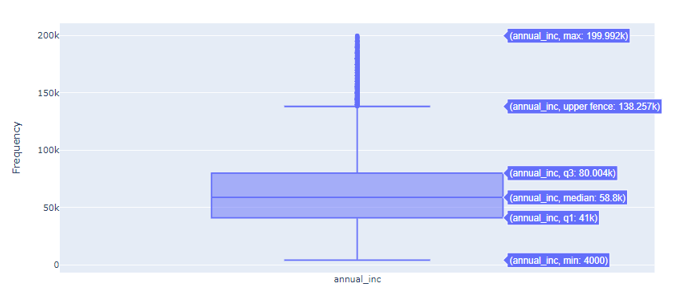 200k
(annual_inc, max: 199.992k)
150k
(annual_inc, upper fence: 138.257k)
Frequency
100k
(annual_inc, q3: 80.004k)
(annual_inc, median: 58.8k)
50k
(annual_inc, q1: 41k)
(annual_inc, min: 4000)
0
annual_inc